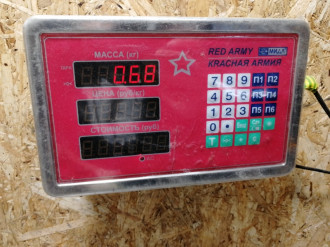 МАССА (кг)
RED ARMY
КРАСНАЯ АРМИЯ
0.68
ЦЕНА (руб/кг)
СТОИМОСТЬ (руб)
7 8 9 П1 П2
4 5 6 П3 П4
1 2 3 П5 П6
0